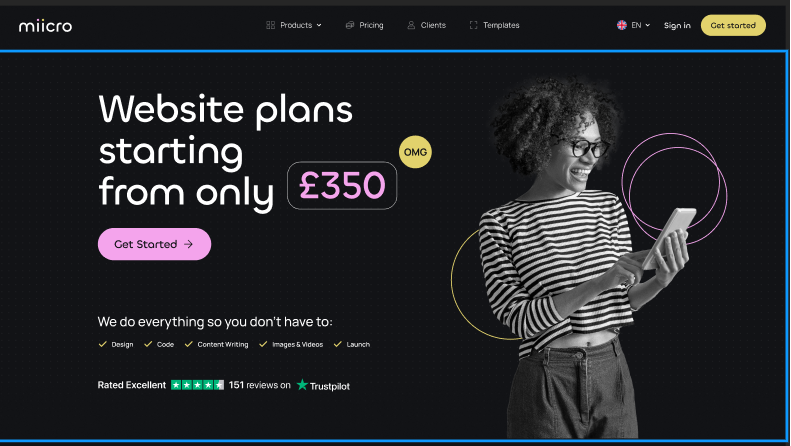 miicro
Products
Pricing
Clients
Templates
EN
Sign in
Get started
Website plans
starting
from only £350
OMG
Get Started →
We do everything so you don't have to:
Design
Code
Content Writing
Images & Videos
Launch
Rated Excellent
151 reviews on
Trustpilot